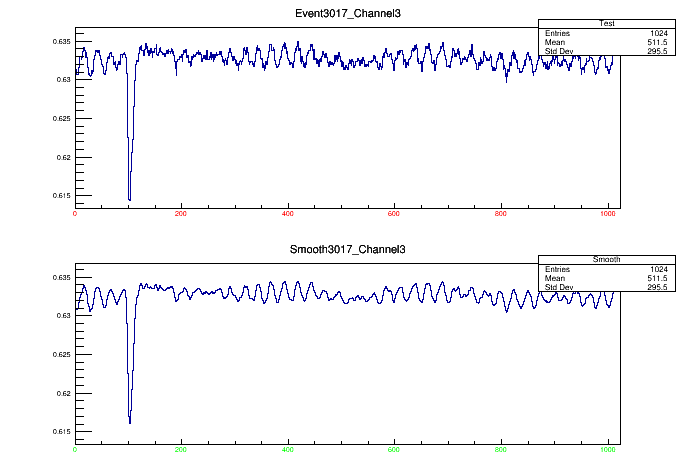 Event3017_Channel3
Test
Entries 1024
Mean 511.5
Std Dev 295.5
0.635
0.63
0.625
0.62
0.615
0 200 400 600 800 1000
Smooth3017_Channel3
Smooth
Entries 1024
Mean 511.5
Std Dev 295.5
0.635
0.63
0.625
0.62
0.615
0 200 400 600 800 1000